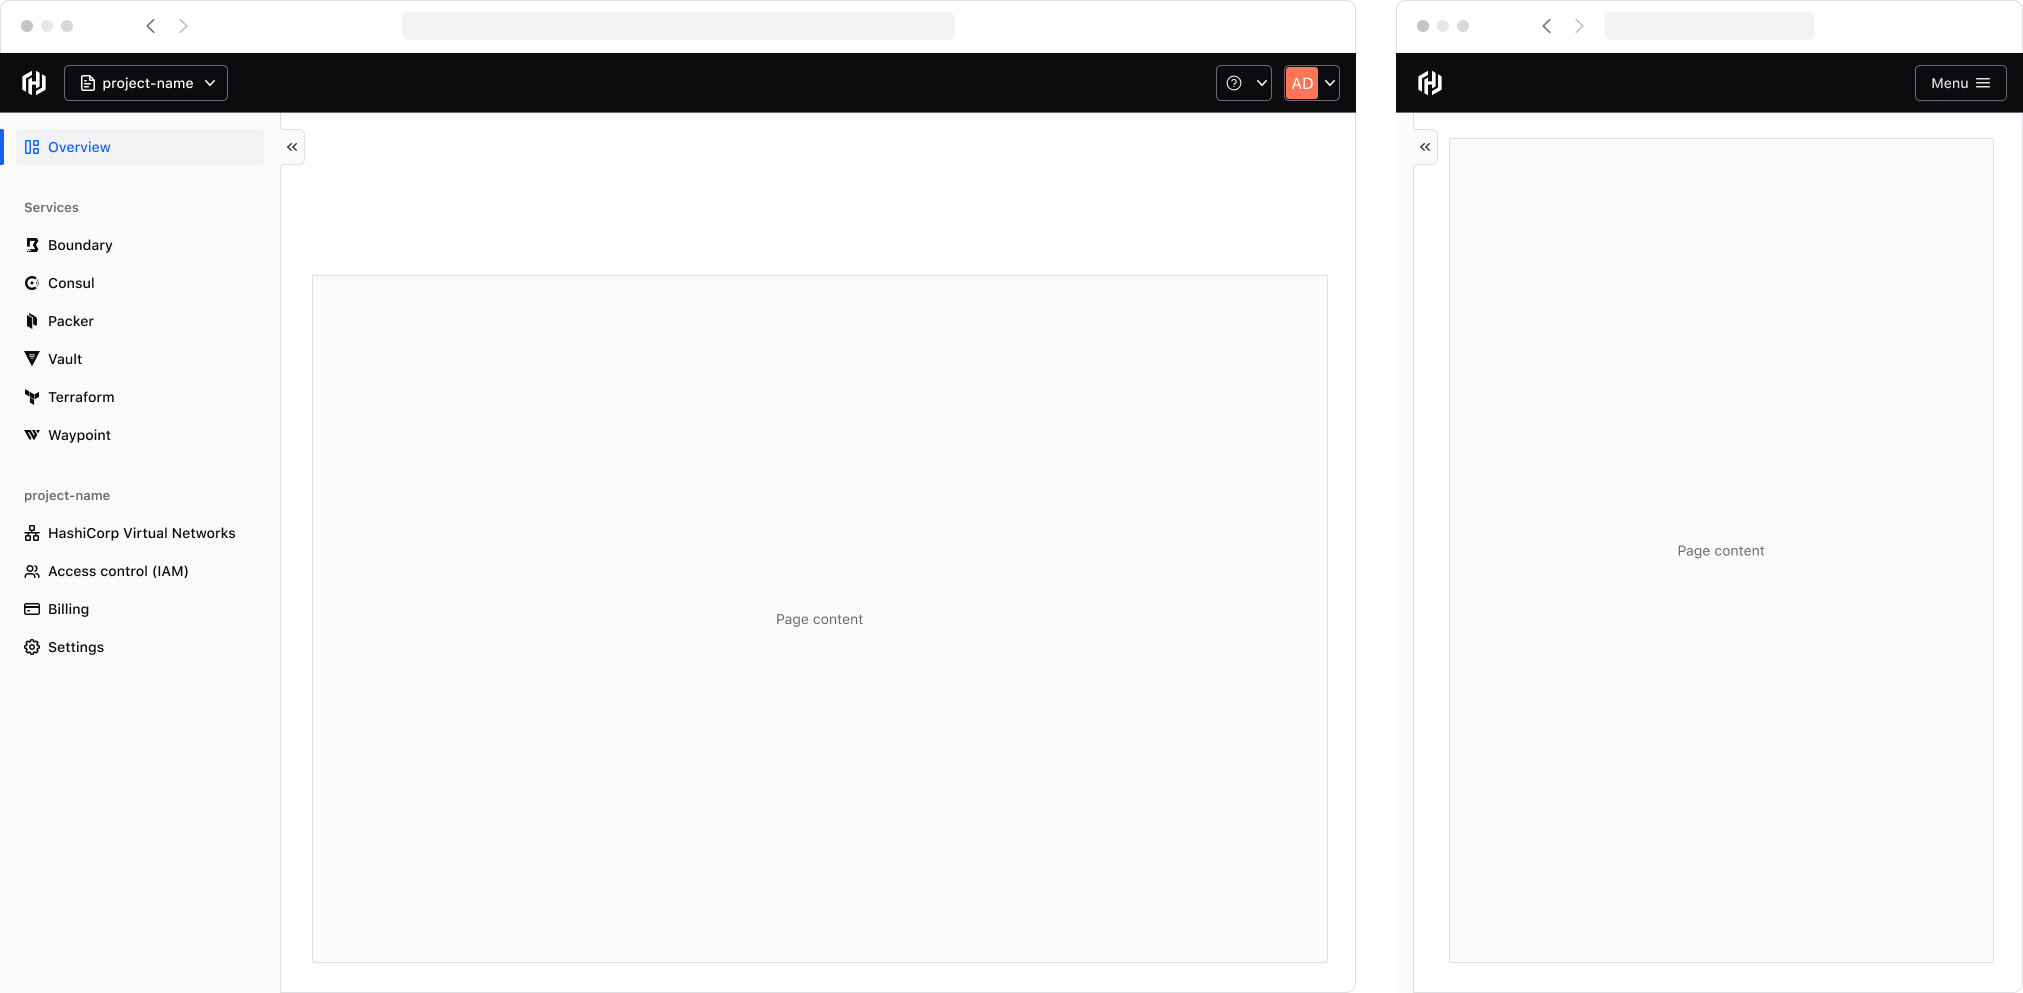 project-name
AD
Overview
Services
Boundary
Consul
Packer
Vault
Terraform
Waypoint
project-name
HashiCorp Virtual Networks
Access control (IAM)
Billing
Settings
Page content
Menu
Page content